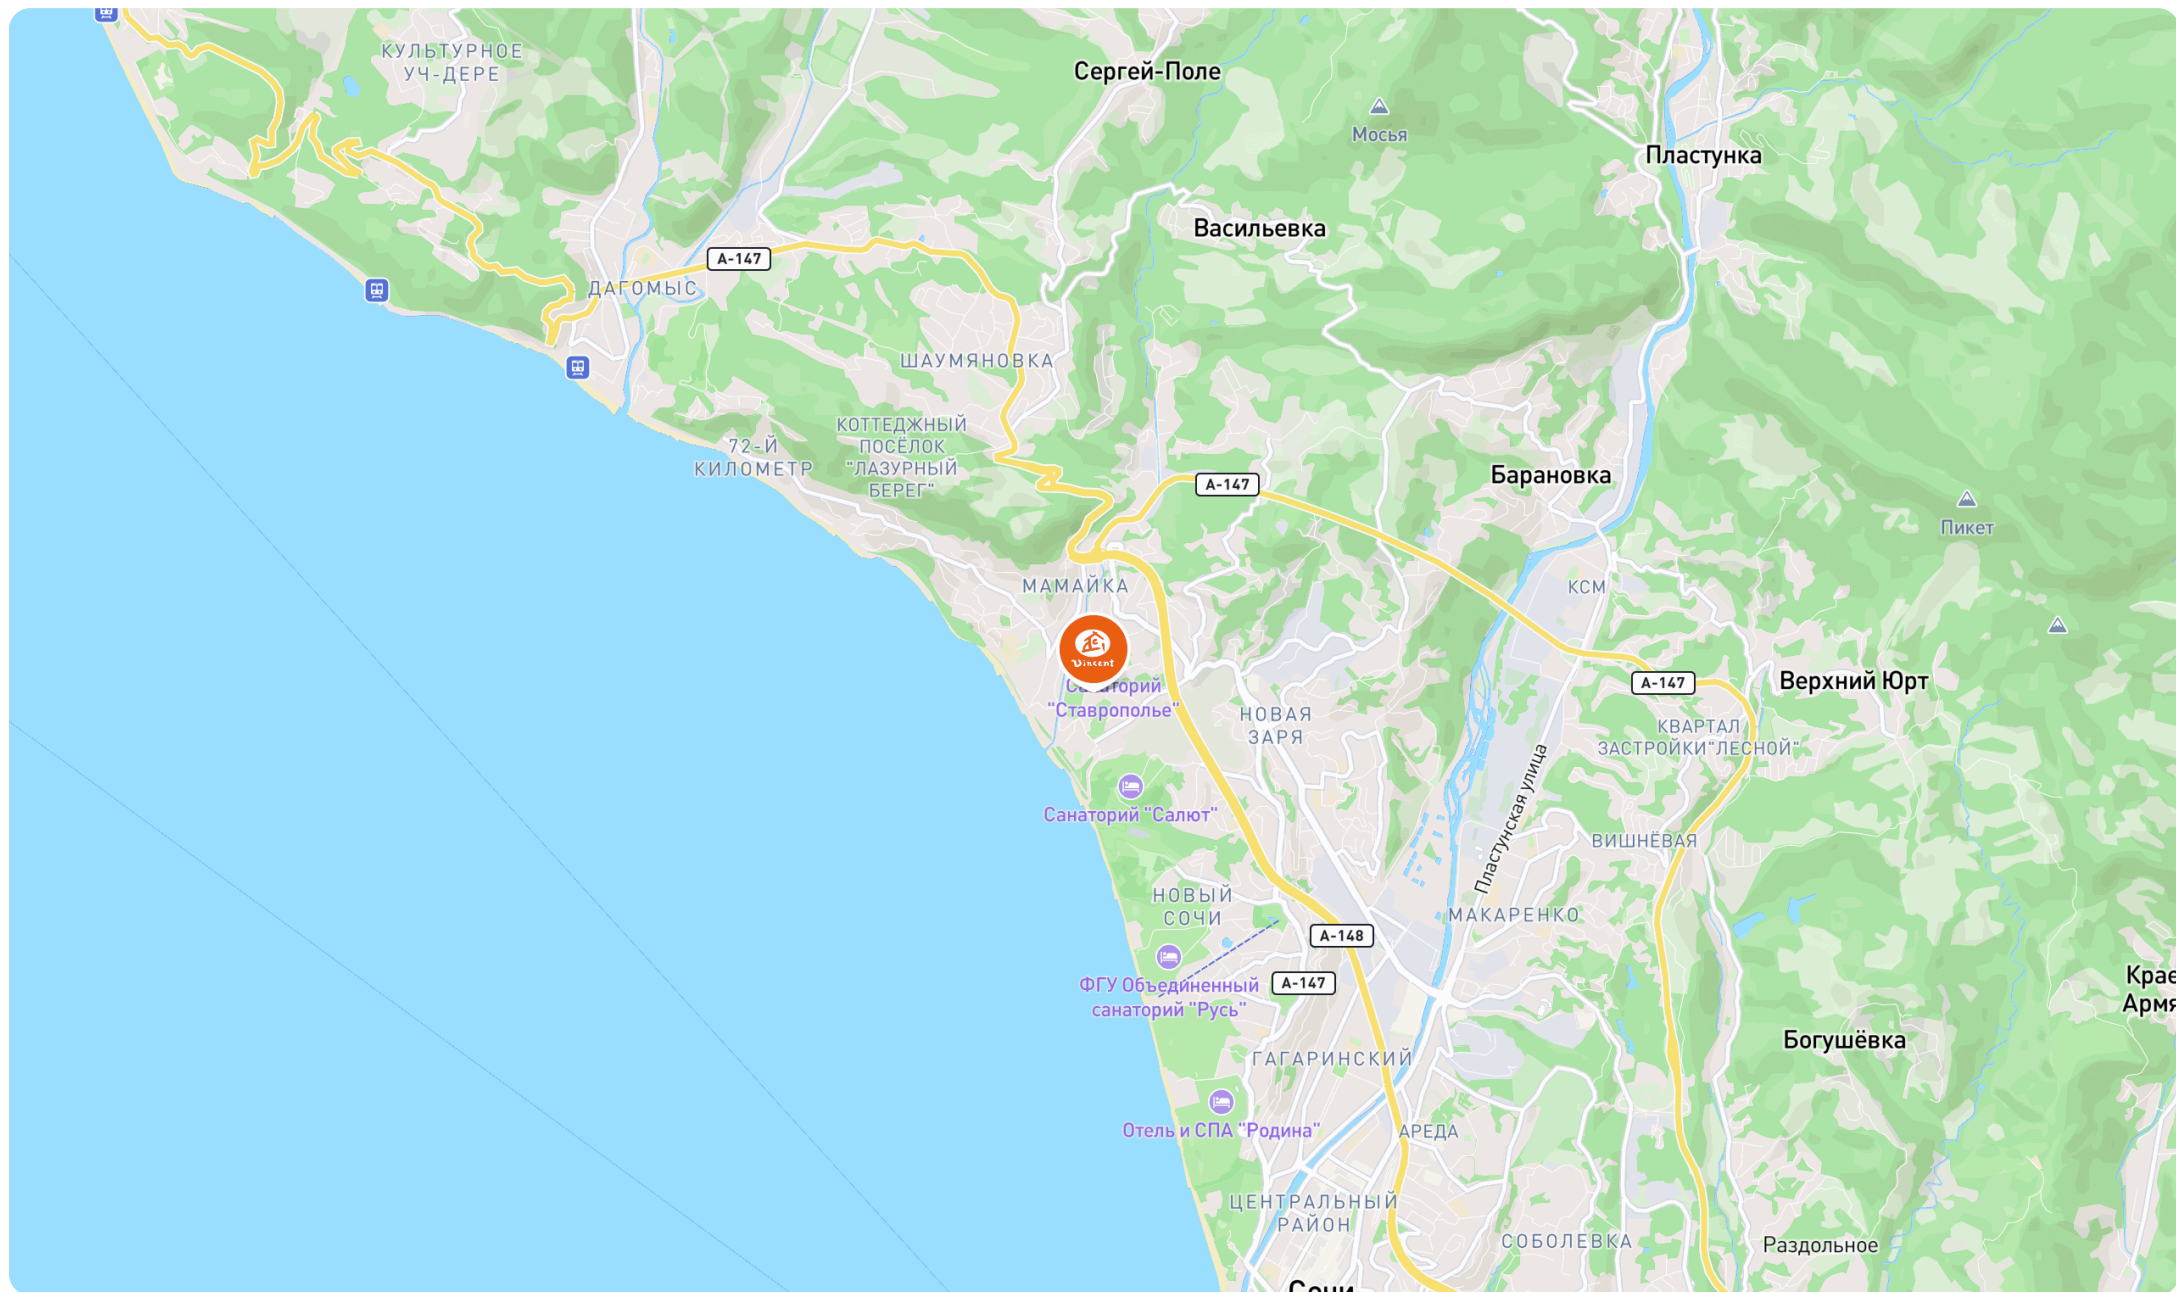 КУЛЬТУРНОЕ
УЧ-ДЕРЕ
Сергей-Поле
Мосья
Пластунка
Васильевка
А-147
ДАГОМЫС
ШАУМЯНОВКА
КОТТЕДЖНЫЙ
ПОСЁЛОК
"ЛАЗУРНЫЙ
БЕРЕГ"
72-Й
КИЛОМЕТР
А-147
Барановка
Пикет
МАМАЙКА
КСМ
Vincent
Санаторий
"Ставрополье"
А-147
Верхний Юрт
НОВАЯ
ЗАРЯ
КВАРТАЛ
ЗАСТРОЙКИ"ЛЕСНОЙ"
Санаторий "Салют"
Пластунская улица
ВИШНЁВАЯ
НОВЫЙ
СОЧИ
МАКАРЕНКО
А-148
А-147
ФГУ Объединенный
санаторий "Русь"
Крае
Армя
Богушёвка
ГАГАРИНСКИЙ
Отель и СПА "Родина"
АРЕДА
ЦЕНТРАЛЬНЫЙ
РАЙОН
СОБОЛЕВКА
Раздольное
Сочи